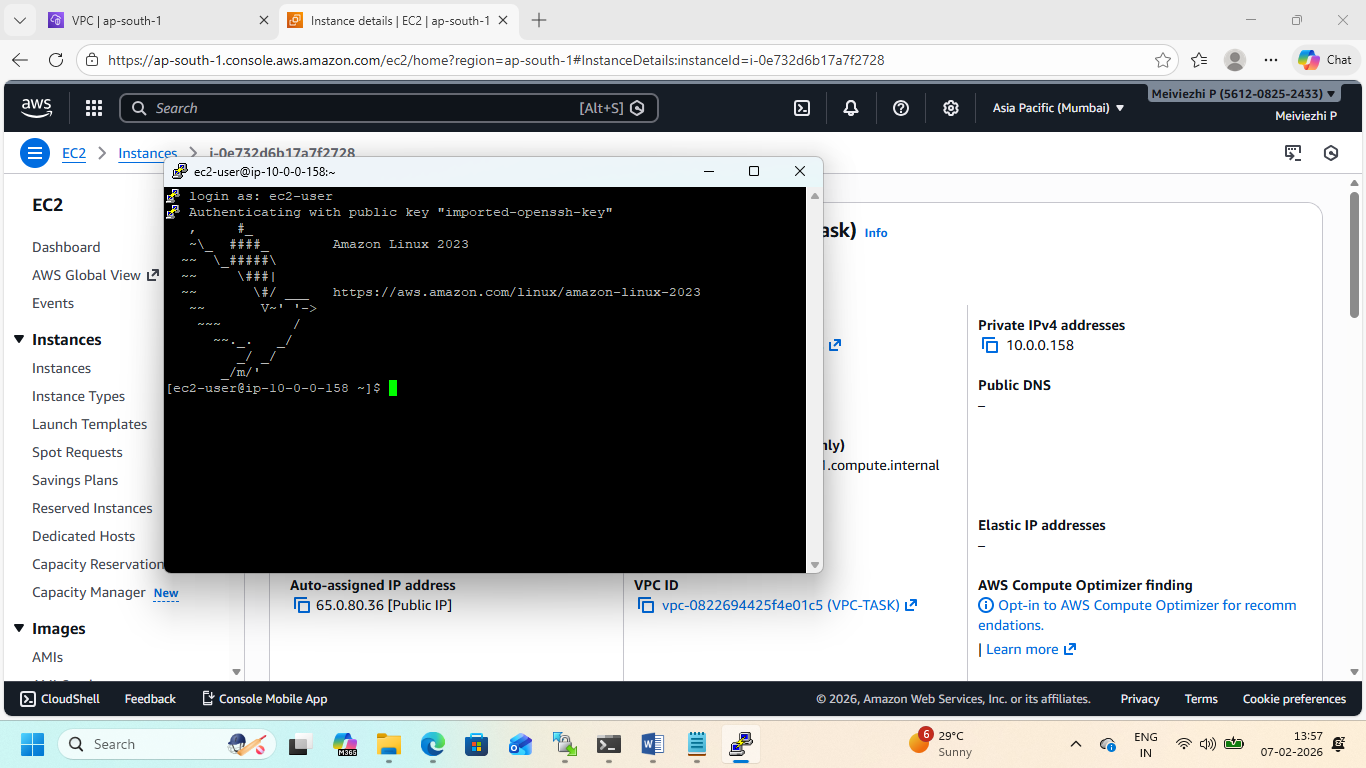 VPC | ap-south-1
Instance details | EC2 | ap-south-1
https://ap-south-1.console.aws.amazon.com/ec2/home?region=ap-south-1#InstanceDetails:instanceId=i-0e732d6b17a7f2728
Chat
aws
Search
[Alt+S]
Asia Pacific (Mumbai)
Meiviezhi P (5612-0825-2433)
Meiviezhi P
EC2
Instances
i-0e732d6b17a7f2728
EC2
Dashboard
AWS Global View
Events
Instances
Instances
Instance Types
Launch Templates
Spot Requests
Savings Plans
Reserved Instances
Dedicated Hosts
Capacity Reservation
Capacity Manager New
Images
AMIs
ec2-user@ip-10-0-0-158:~
login as: ec2-user
Authenticating with public key "imported-openssh-key"
   ,     #_
   ~\_  ####_        Amazon Linux 2023
  ~~  \_#####\
  ~~     \###|
  ~~       \#/ ___   https://aws.amazon.com/linux/amazon-linux-2023
   ~~       V~' '->
    ~~~         /
      ~~._.   _/
         _/ _/
       _/m/'
[ec2-user@ip-10-0-0-158 ~]$
ask) Info
Private IPv4 addresses
10.0.0.158
Public DNS
–
nly)
.compute.internal
Elastic IP addresses
–
Auto-assigned IP address
65.0.80.36 [Public IP]
VPC ID
vpc-0822694425f4e01c5 (VPC-TASK)
AWS Compute Optimizer finding
Opt-in to AWS Compute Optimizer for recomm
endations.
| Learn more
CloudShell
Feedback
Console Mobile App
© 2026, Amazon Web Services, Inc. or its affiliates.
Privacy
Terms
Cookie preferences
Search
M365
6
29°C
Sunny
ENG
IN
13:57
07-02-2026